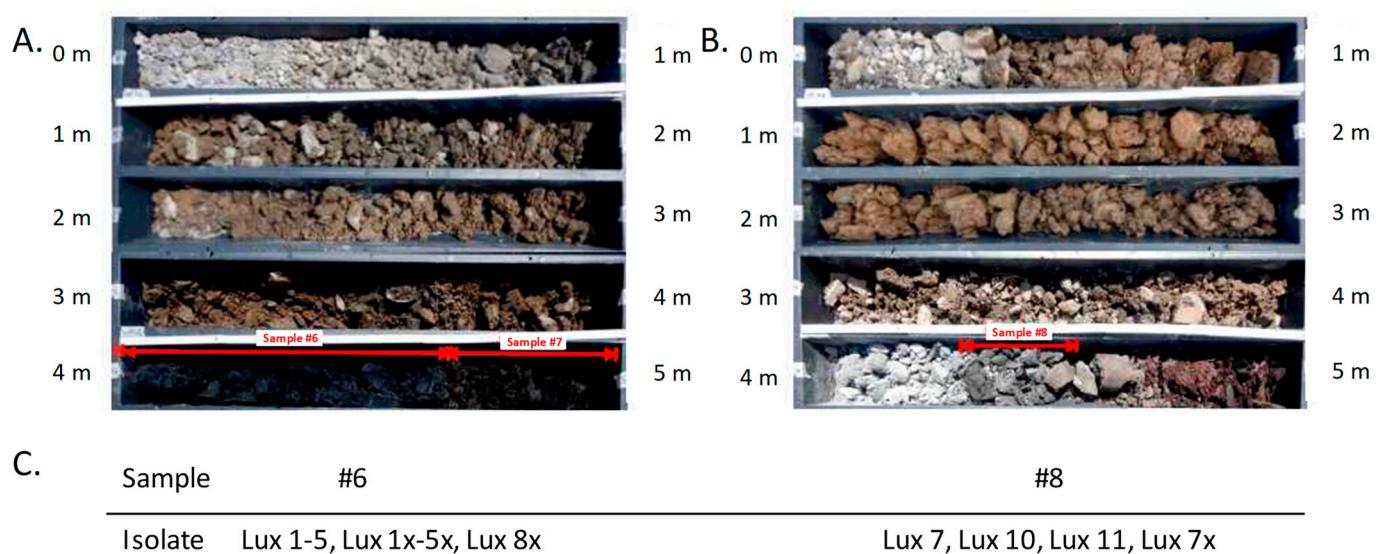 A.
0 m
1 m
1 m
2 m
2 m
3 m
3 m
4 m
Sample #6
Sample #7
4 m
5 m
B.
0 m
1 m
1 m
2 m
2 m
3 m
3 m
4 m
Sample #8
4 m
5 m
C.
Sample #6 #8
Isolate Lux 1-5, Lux 1x-5x, Lux 8x Lux 7, Lux 10, Lux 11, Lux 7x